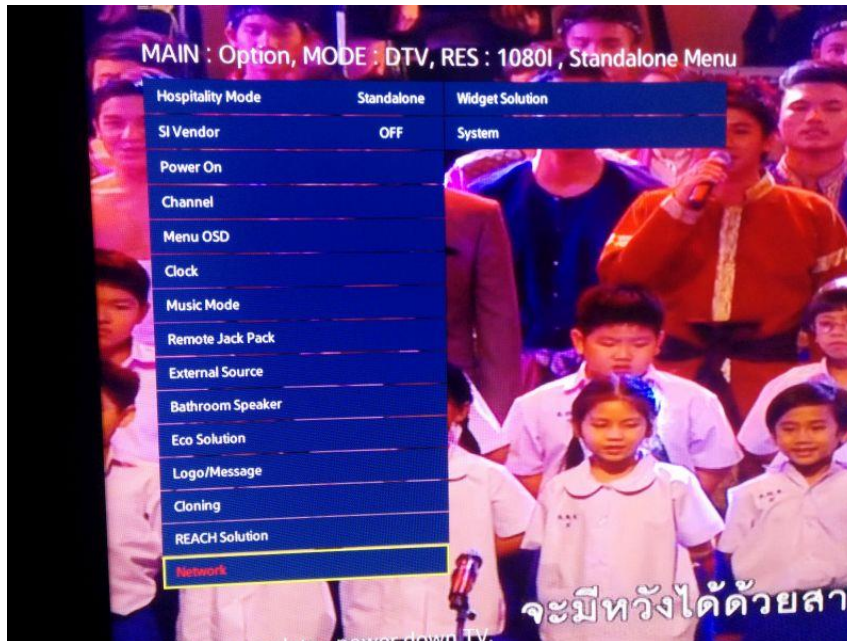 MAIN : Option, MODE : DTV, RES : 1080I , Standalone Menu
Hospitality Mode Standalone Widget Solution
SI Vendor OFF System
Power On
Channel
Menu OSD
Clock
Music Mode
Remote Jack Pack
External Source
Bathroom Speaker
Eco Solution
Logo/Message
Cloning
REACH Solution
Network
จะมีหวังได้ด้วยสา
power down TV.